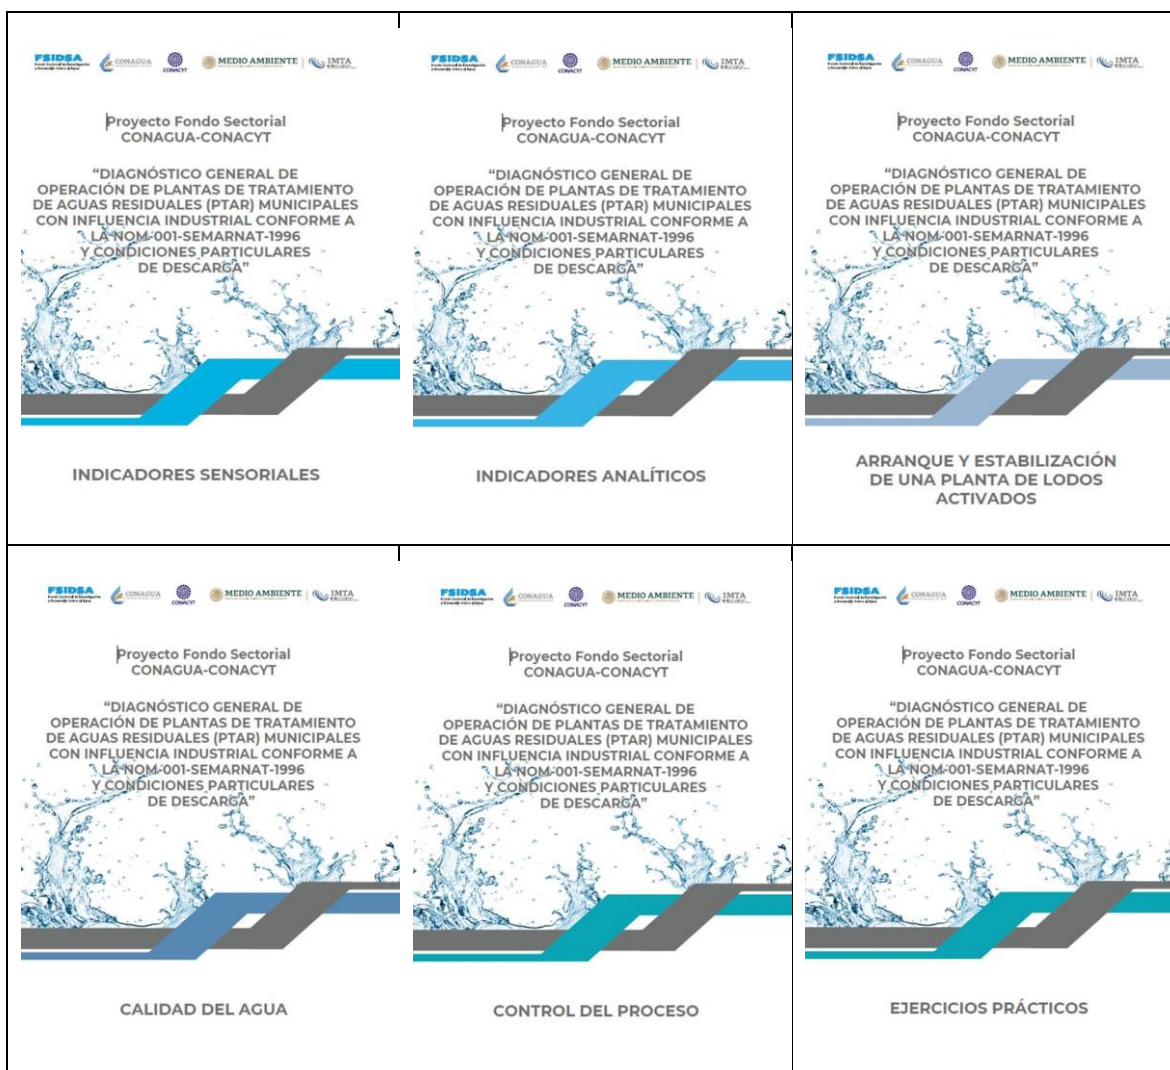 FSIDSA CONAGUA CONACYT MEDIO AMBIENTE IMTA
Proyecto Fondo Sectorial
CONAGUA-CONACYT
“DIAGNÓSTICO GENERAL DE
OPERACIÓN DE PLANTAS DE TRATAMIENTO
DE AGUAS RESIDUALES (PTAR) MUNICIPALES
CON INFLUENCIA INDUSTRIAL CONFORME A
LA NOM-001-SEMARNAT-1996
Y CONDICIONES PARTICULARES
DE DESCARGA”
INDICADORES SENSORIALES
FSIDSA CONAGUA CONACYT MEDIO AMBIENTE IMTA
Proyecto Fondo Sectorial
CONAGUA-CONACYT
“DIAGNÓSTICO GENERAL DE
OPERACIÓN DE PLANTAS DE TRATAMIENTO
DE AGUAS RESIDUALES (PTAR) MUNICIPALES
CON INFLUENCIA INDUSTRIAL CONFORME A
LA NOM-001-SEMARNAT-1996
Y CONDICIONES PARTICULARES
DE DESCARGA”
INDICADORES ANALÍTICOS
FSIDSA CONAGUA CONACYT MEDIO AMBIENTE IMTA
Proyecto Fondo Sectorial
CONAGUA-CONACYT
“DIAGNÓSTICO GENERAL DE
OPERACIÓN DE PLANTAS DE TRATAMIENTO
DE AGUAS RESIDUALES (PTAR) MUNICIPALES
CON INFLUENCIA INDUSTRIAL CONFORME A
LA NOM-001-SEMARNAT-1996
Y CONDICIONES PARTICULARES
DE DESCARGA”
ARRANQUE Y ESTABILIZACIÓN
DE UNA PLANTA DE LODOS
ACTIVADOS
FSIDSA CONAGUA CONACYT MEDIO AMBIENTE IMTA
Proyecto Fondo Sectorial
CONAGUA-CONACYT
“DIAGNÓSTICO GENERAL DE
OPERACIÓN DE PLANTAS DE TRATAMIENTO
DE AGUAS RESIDUALES (PTAR) MUNICIPALES
CON INFLUENCIA INDUSTRIAL CONFORME A
LA NOM-001-SEMARNAT-1996
Y CONDICIONES PARTICULARES
DE DESCARGA”
CALIDAD DEL AGUA
FSIDSA CONAGUA CONACYT MEDIO AMBIENTE IMTA
Proyecto Fondo Sectorial
CONAGUA-CONACYT
“DIAGNÓSTICO GENERAL DE
OPERACIÓN DE PLANTAS DE TRATAMIENTO
DE AGUAS RESIDUALES (PTAR) MUNICIPALES
CON INFLUENCIA INDUSTRIAL CONFORME A
LA NOM-001-SEMARNAT-1996
Y CONDICIONES PARTICULARES
DE DESCARGA”
CONTROL DEL PROCESO
FSIDSA CONAGUA CONACYT MEDIO AMBIENTE IMTA
Proyecto Fondo Sectorial
CONAGUA-CONACYT
“DIAGNÓSTICO GENERAL DE
OPERACIÓN DE PLANTAS DE TRATAMIENTO
DE AGUAS RESIDUALES (PTAR) MUNICIPALES
CON INFLUENCIA INDUSTRIAL CONFORME A
LA NOM-001-SEMARNAT-1996
Y CONDICIONES PARTICULARES
DE DESCARGA”
EJERCICIOS PRÁCTICOS